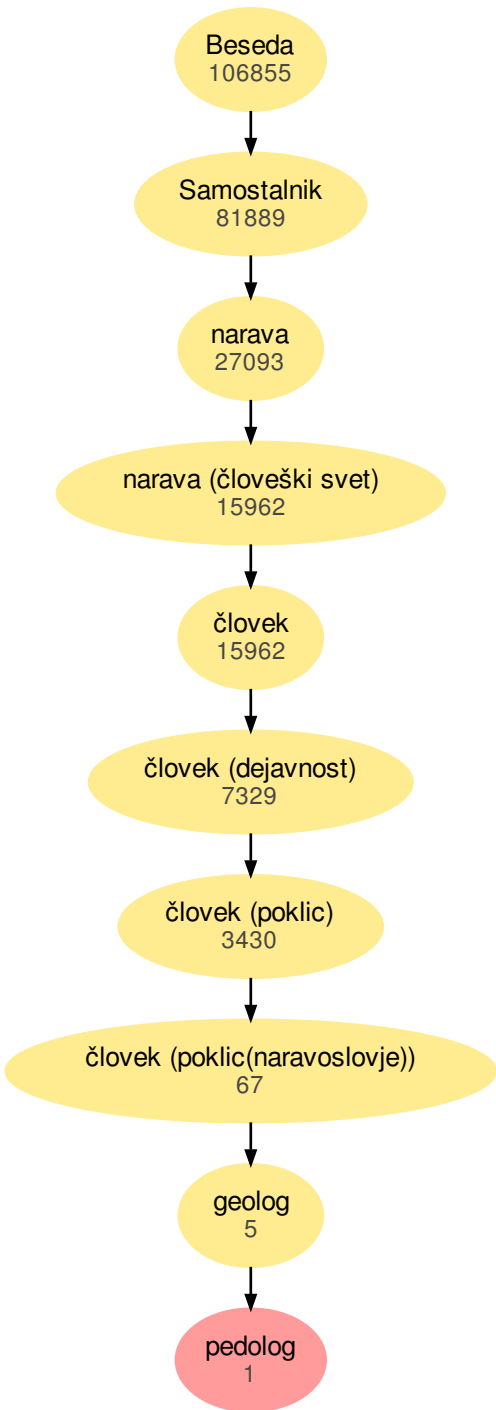 Beseda
106855
Samostalnik
81889
narava
27093
narava (človeški svet)
15962
človek
15962
človek (dejavnost)
7329
človek (poklic)
3430
človek (poklic(naravoslovje))
67
geolog
5
pedolog
1